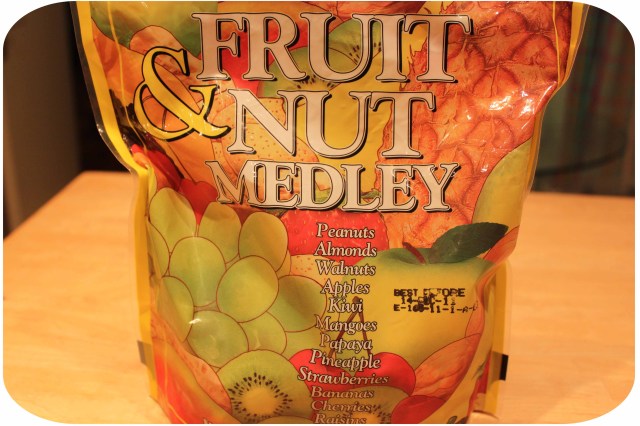 FRUIT
& NUT
MEDLEY
Peanuts
Almonds
Walnuts
Apples
Kiwi
Mangoes
Papaya
Pineapple
Strawberries
Bananas
Cherries
Raisins
BEST BEFORE